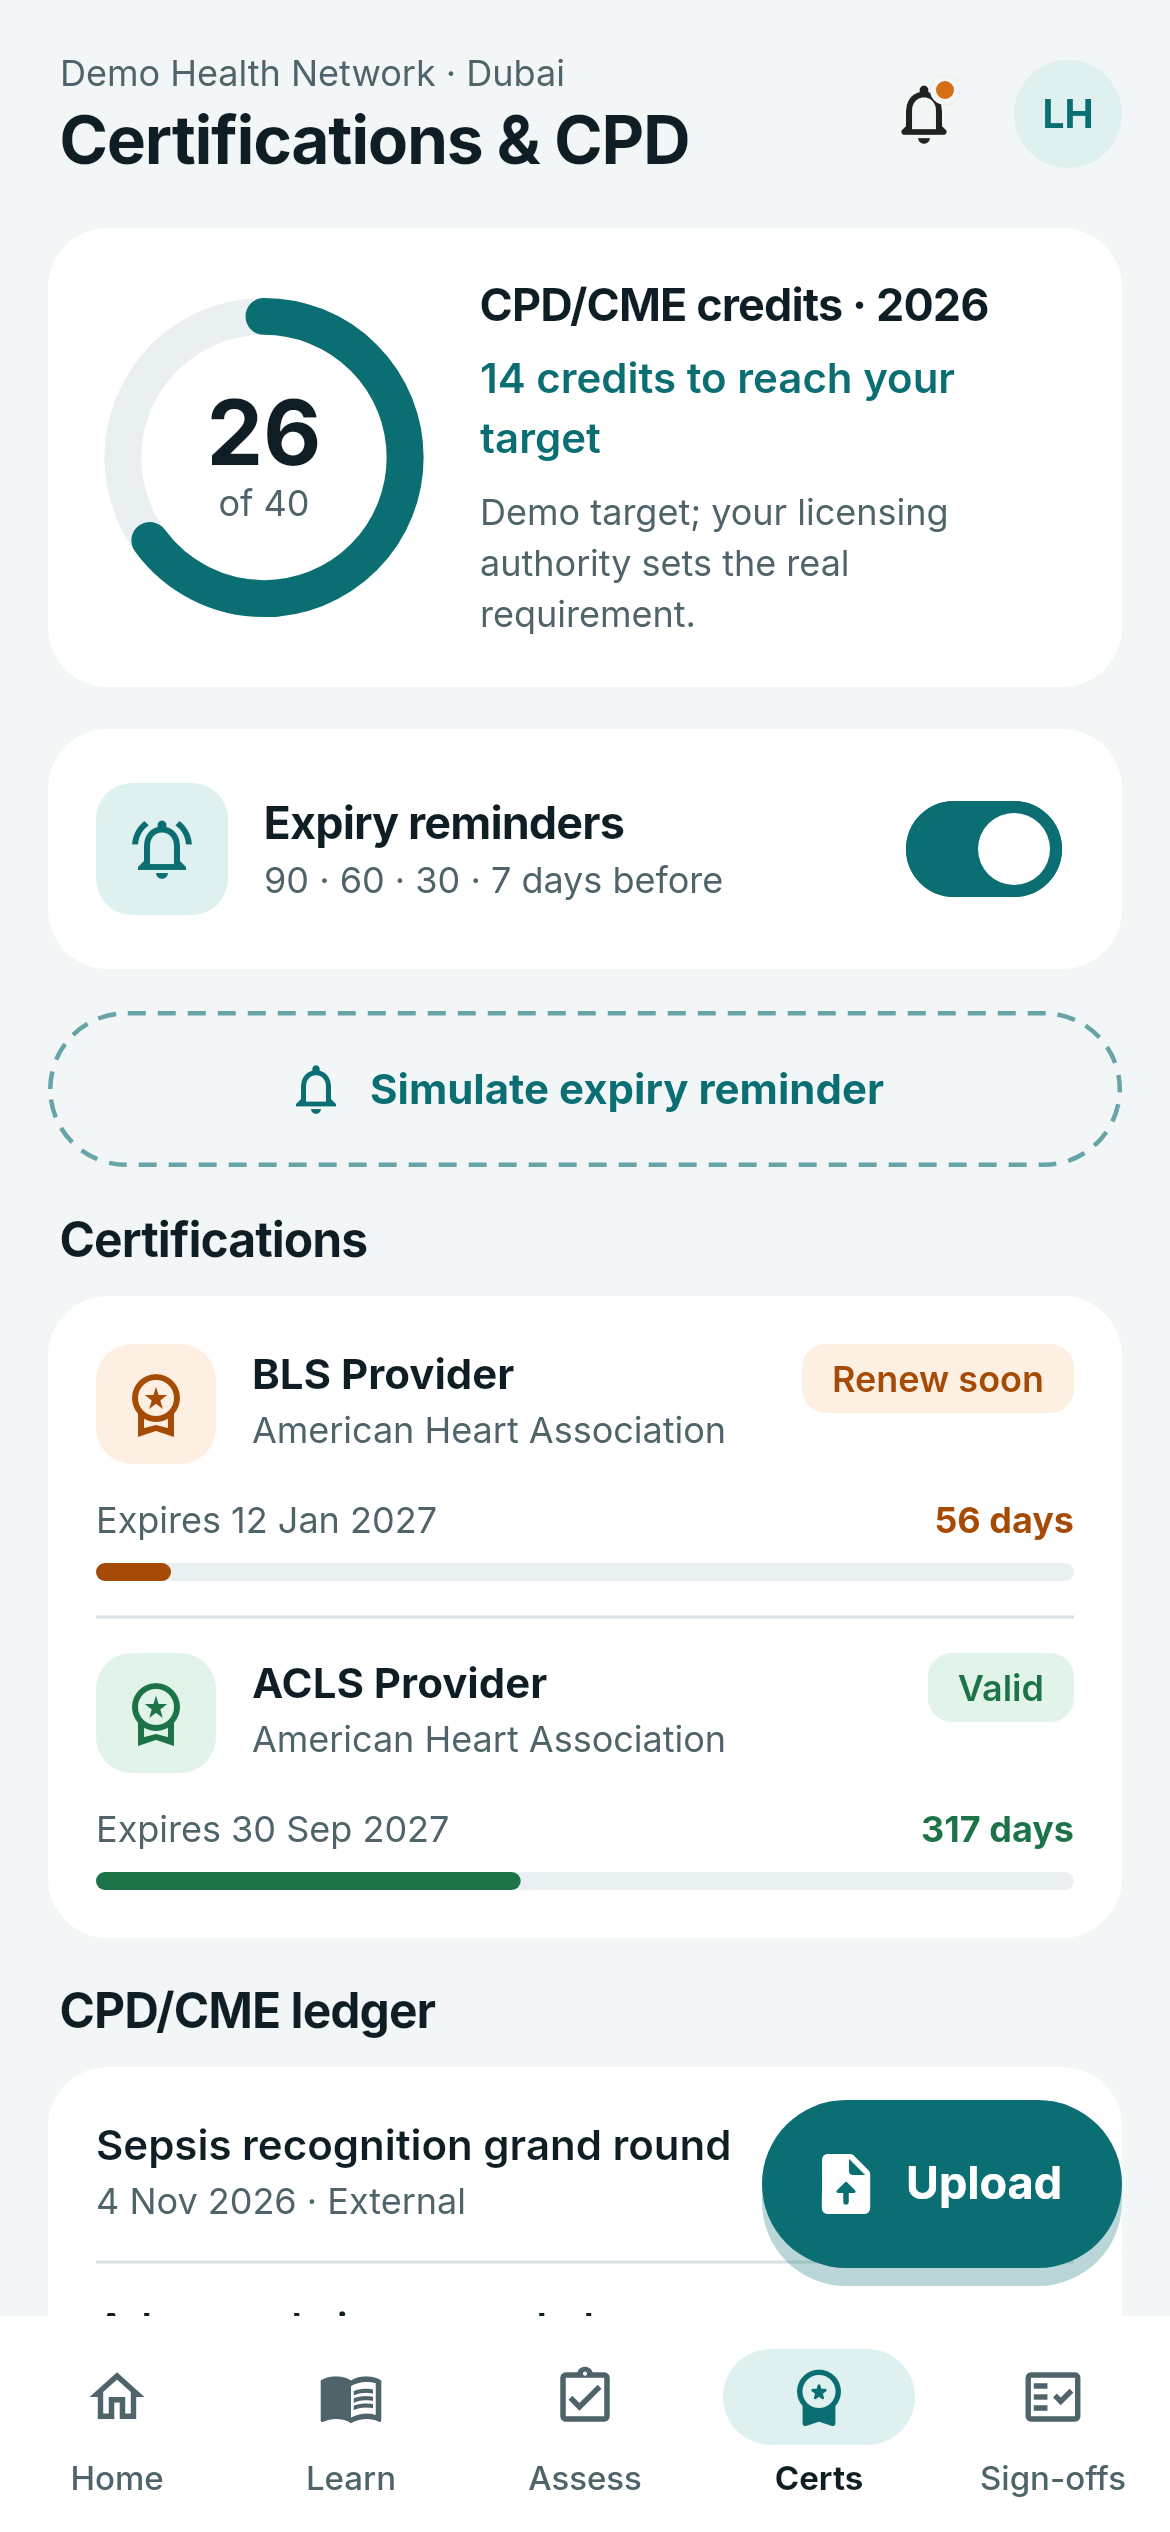 Demo Health Network · Dubai
Certifications & CPD
LH
26
of 40
CPD/CME credits · 2026
14 credits to reach your
target
Demo target; your licensing
authority sets the real
requirement.
Expiry reminders
90 · 60 · 30 · 7 days before
Simulate expiry reminder
Certifications
BLS Provider
American Heart Association
Renew soon
Expires 12 Jan 2027
56 days
ACLS Provider
American Heart Association
Valid
Expires 30 Sep 2027
317 days
CPD/CME ledger
Sepsis recognition grand round
4 Nov 2026 · External
Upload
Home
Learn
Assess
Certs
Sign-offs